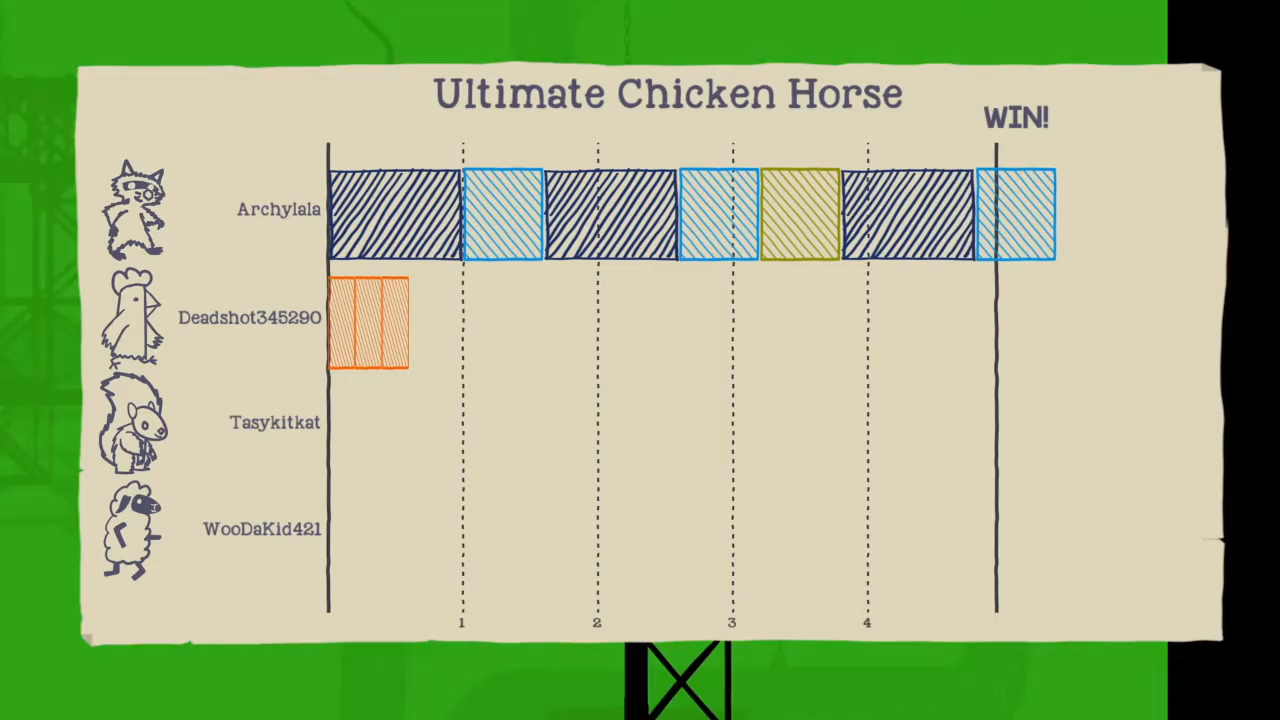 Ultimate Chicken Horse
WIN!
Archylala
Deadshot345290
Tasykitkat
WooDaKid421
1 2 3 4